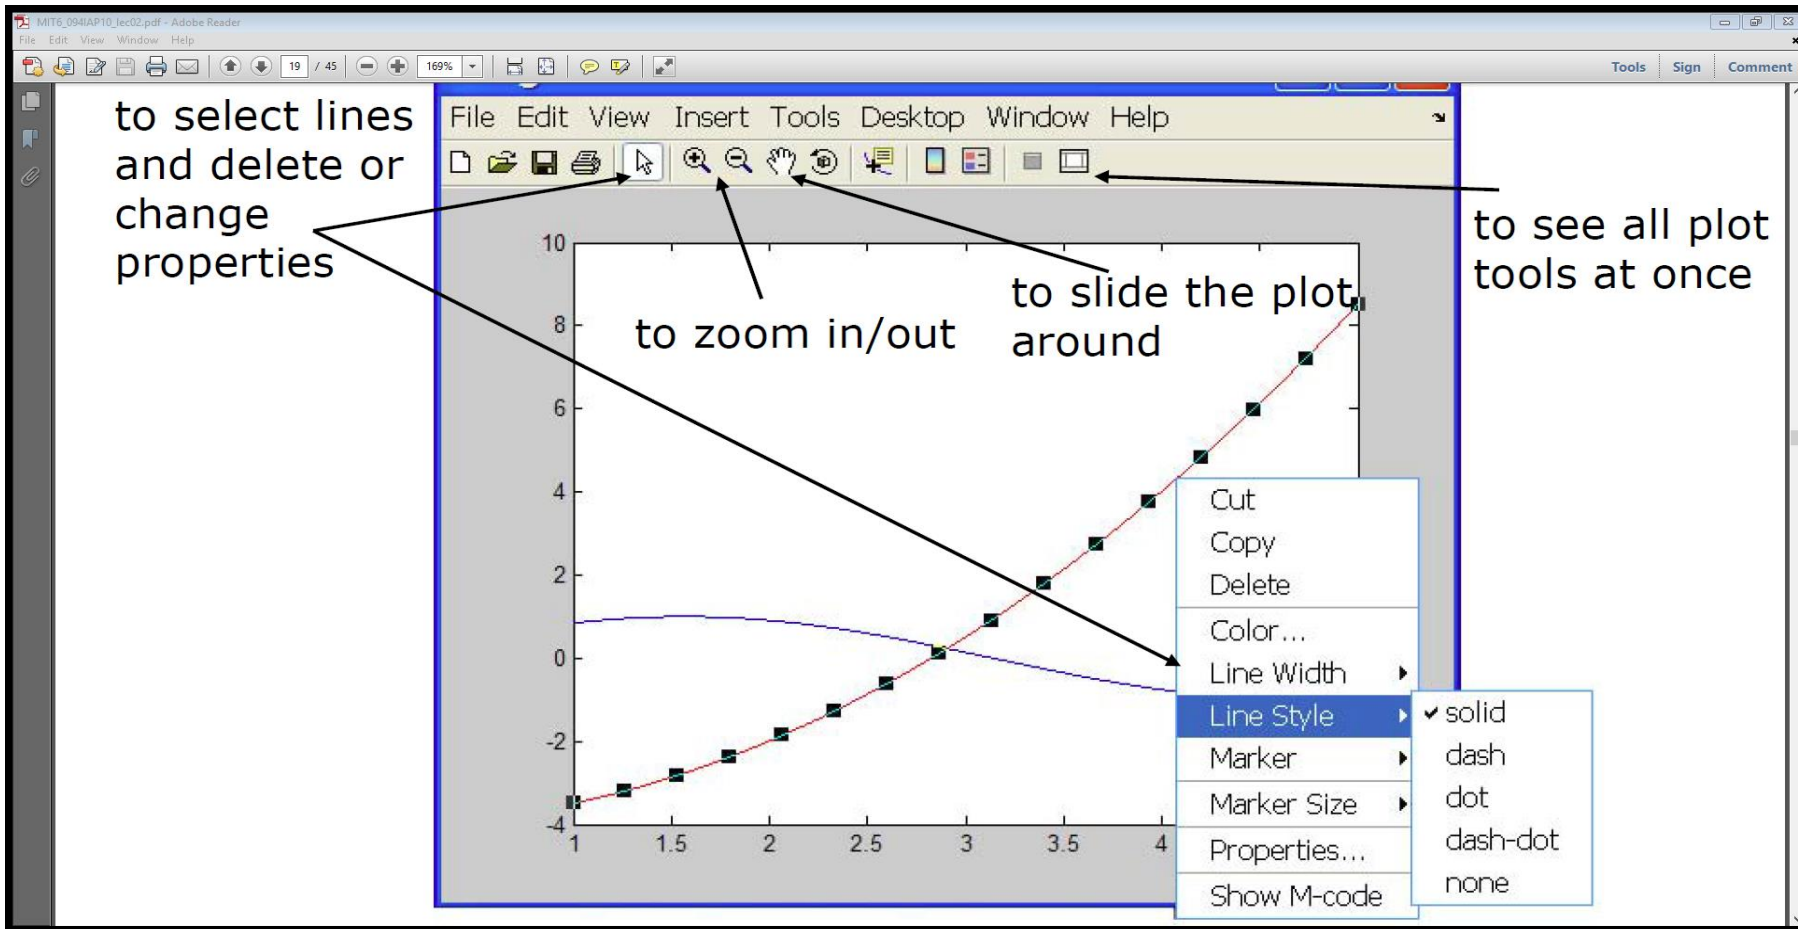 MIT6_094IAP10_lec02.pdf - Adobe Reader
File Edit View Window Help
19 / 45 169%
Tools Sign Comment
to select lines
and delete or
change
properties
File Edit View Insert Tools Desktop Window Help
to see all plot
tools at once
to slide the plot
around
to zoom in/out
10
8
6
4
2
0
-2
-4
1 1.5 2 2.5 3 3.5 4
Cut
Copy
Delete
Color...
Line Width
Line Style
Marker
Marker Size
Properties...
Show M-code
solid
dash
dot
dash-dot
none